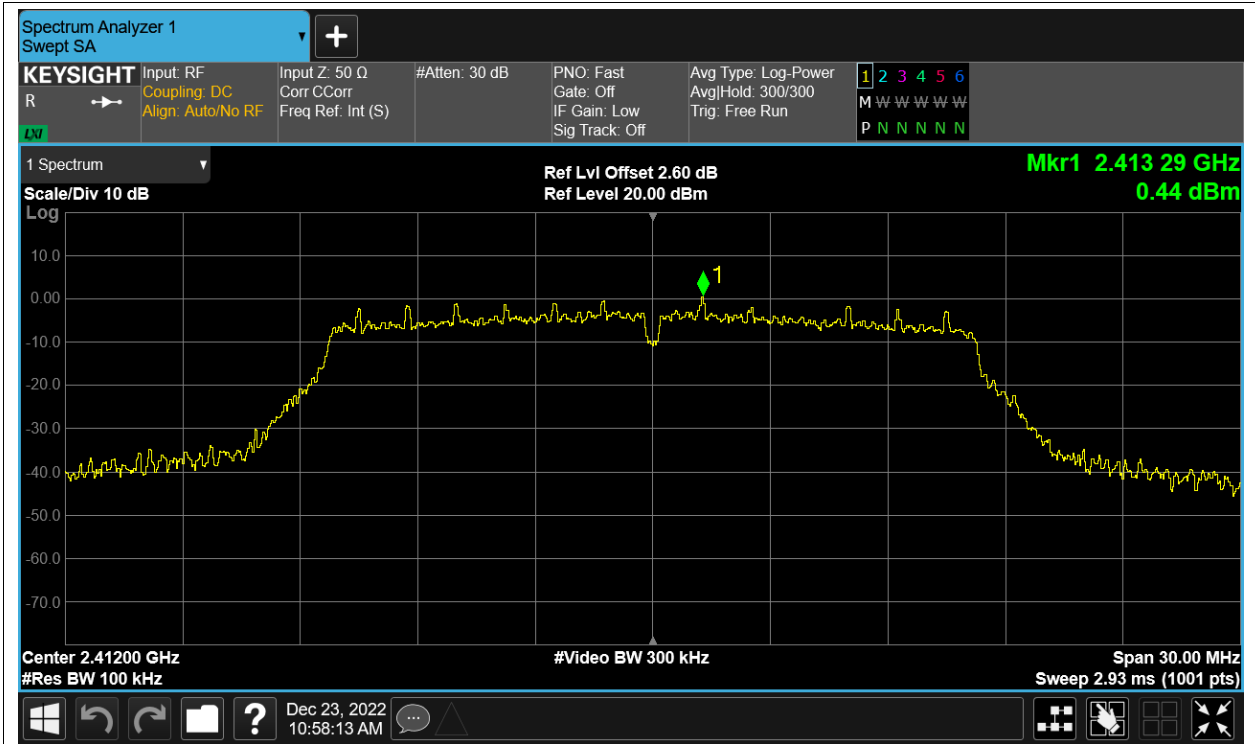 Spectrum Analyzer 1
Swept SA
+
KEYSIGHT
R
LXI
Input: RF
Coupling: DC
Align: Auto/No RF
Input Z: 50 Ω
Corr CCorr
Freq Ref: Int (S)
#Atten: 30 dB
PNO: Fast
Gate: Off
IF Gain: Low
Sig Track: Off
Avg Type: Log-Power
Avg|Hold: 300/300
Trig: Free Run
1 2 3 4 5 6
M W W W W W
P N N N N N
1 Spectrum
Scale/Div 10 dB
Log
Ref Lvl Offset 2.60 dB
Ref Level 20.00 dBm
Mkr1 2.413 29 GHz
0.44 dBm
1
10.0
0.00
-10.0
-20.0
-30.0
-40.0
-50.0
-60.0
-70.0
Center 2.41200 GHz
#Res BW 100 kHz
#Video BW 300 kHz
Span 30.00 MHz
Sweep 2.93 ms (1001 pts)
?
Dec 23, 2022
10:58:13 AM